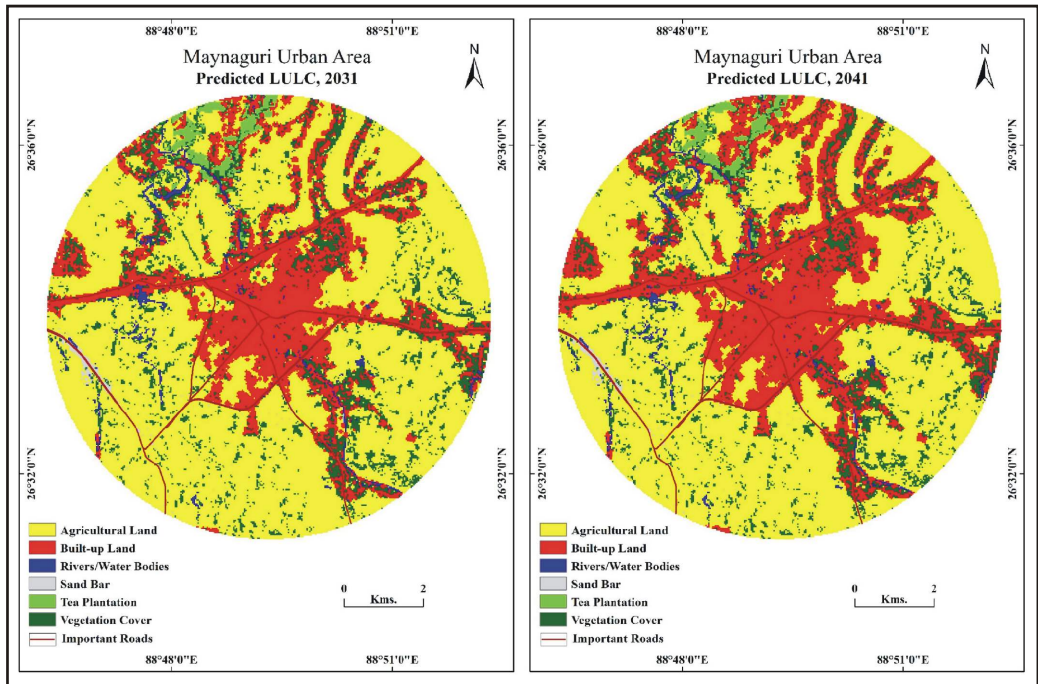 88°48'0"E 88°51'0"E
Maynaguri Urban Area
Predicted LULC, 2031
N
26°36'0"N 26°36'0"N
26°32'0"N 26°32'0"N
Agricultural Land
Built-up Land
Rivers/Water Bodies
Sand Bar
Tea Plantation
Vegetation Cover
Important Roads
0 2
Kms.
88°48'0"E 88°51'0"E
88°48'0"E 88°51'0"E
Maynaguri Urban Area
Predicted LULC, 2041
N
26°36'0"N 26°36'0"N
26°32'0"N 26°32'0"N
Agricultural Land
Built-up Land
Rivers/Water Bodies
Sand Bar
Tea Plantation
Vegetation Cover
Important Roads
0 2
Kms.
88°48'0"E 88°51'0"E